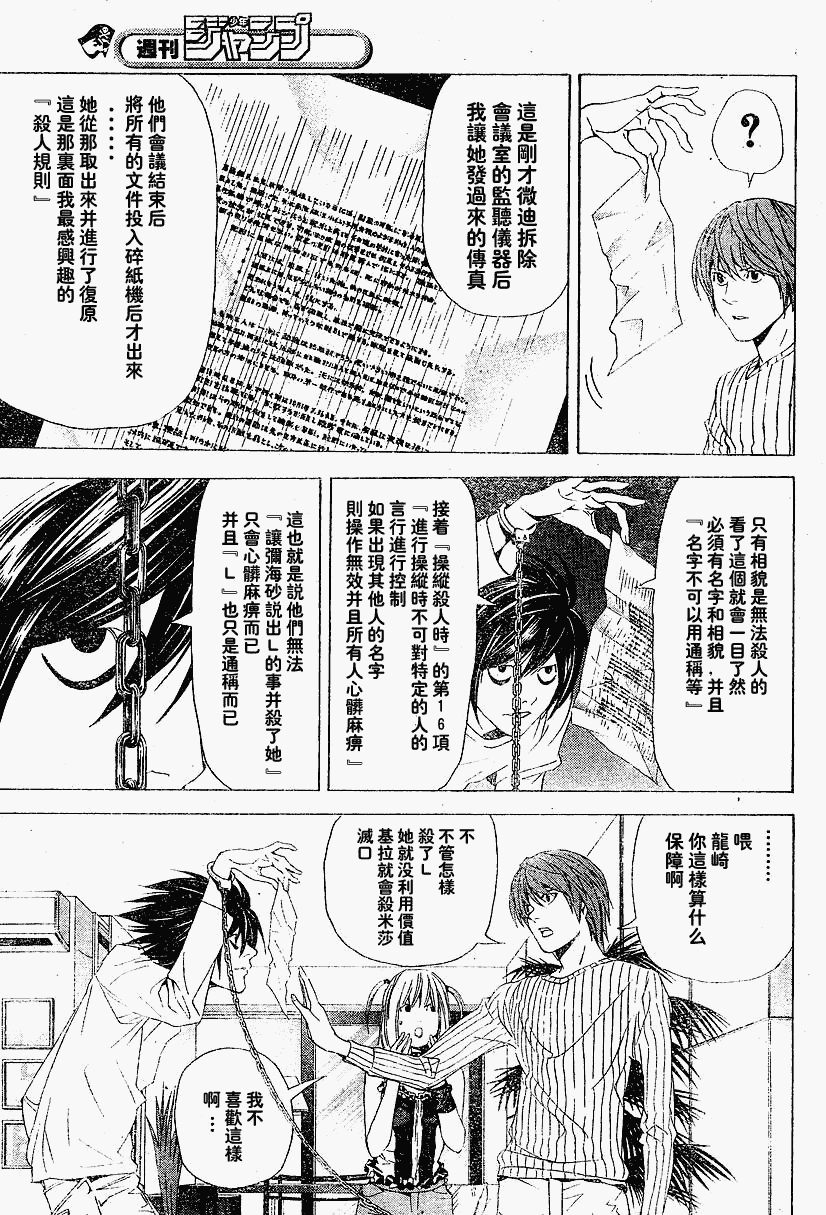 週刊
少年
ジャンプ
？
這是剛才微迪拆除
會議室的監聽儀器后
我讓她發過來的傳真
他們會議結束后
將所有的文件投入碎紙機后才出來
……
她從那取出來并進行了復原
這是那裏面我最感興趣的
『殺人規則』
只有相貌是無法殺人的
看了這個就會一目了然
必須有名字和相貌．并且
『名字不可以用通稱等』
接着『操縱殺人時』的第16項
『進行操縱時不可對特定的人的
言行進行控制
如果出現其他人的名字
則操作無效并且所有人心臟麻痹』
這也就是説他們無法
『讓彌海砂説出L的事并殺了她』
只會心臟麻痹而已
并且『L』也只是通稱而已
……
喂
龍崎
你這樣算什么
保障啊
不
不管怎樣
殺了L
她就没利用價值
基拉就會殺米莎
滅口
我不
喜歡這樣
啊…